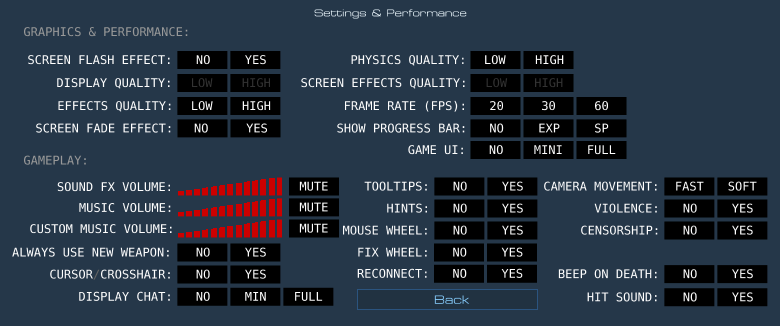 Settings & Performance
GRAPHICS & PERFORMANCE:
SCREEN FLASH EFFECT: NO YES PHYSICS QUALITY: LOW HIGH
DISPLAY QUALITY: LOW HIGH SCREEN EFFECTS QUALITY: LOW HIGH
EFFECTS QUALITY: LOW HIGH FRAME RATE (FPS): 20 30 60
SCREEN FADE EFFECT: NO YES SHOW PROGRESS BAR: NO EXP SP
GAME UI: NO MINI FULL
GAMEPLAY:
SOUND FX VOLUME: MUTE TOOLTIPS: NO YES CAMERA MOVEMENT: FAST SOFT
MUSIC VOLUME: MUTE HINTS: NO YES VIOLENCE: NO YES
CUSTOM MUSIC VOLUME: MUTE MOUSE WHEEL: NO YES CENSORSHIP: NO YES
ALWAYS USE NEW WEAPON: NO YES FIX WHEEL: NO YES
CURSOR/CROSSHAIR: NO YES RECONNECT: NO YES BEEP ON DEATH: NO YES
DISPLAY CHAT: NO MIN FULL Back HIT SOUND: NO YES